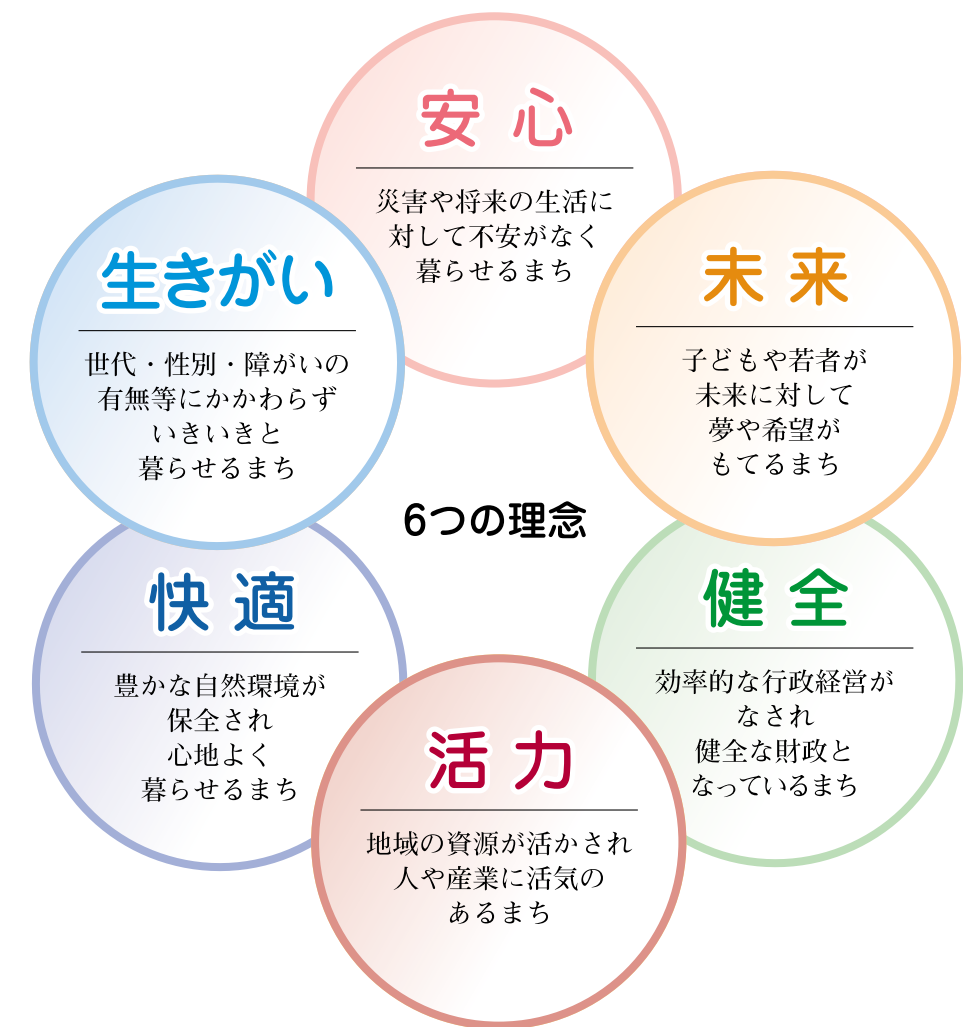 安心
災害や将来の生活に
対して不安がなく
暮らせるまち
未来
子どもや若者が
未来に対して
夢や希望が
もてるまち
健全
効率的な行政経営が
なされ
健全な財政と
なっているまち
活力
地域の資源が活かされ
人や産業に活気の
あるまち
快適
豊かな自然環境が
保全され
心地よく
暮らせるまち
生きがい
世代・性別・障がいの
有無等にかかわらず
いきいきと
暮らせるまち
6つの理念